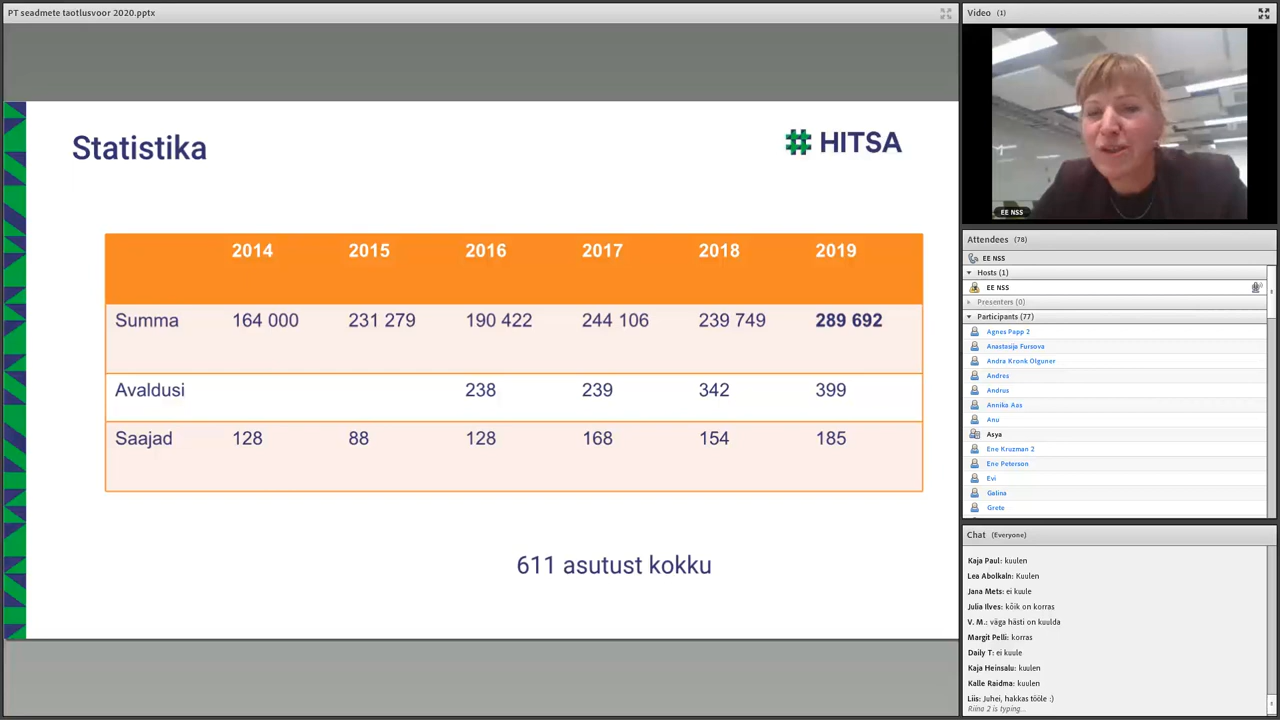 PT seadmete taotlusvoor 2020.pptx
Statistika
HITSA
2014 2015 2016 2017 2018 2019
Summa 164 000 231 279 190 422 244 106 239 749 289 692
Avaldusi 238 239 342 399
Saajad 128 88 128 168 154 185
611 asutust kokku
Video (1)
EE NSS
Attendees (78)
EE NSS
Hosts (1)
EE NSS
Presenters (0)
Participants (77)
Agnes Papp 2
Anastasija Fursova
Andra Kronk Olguner
Andres
Andrus
Annika Aas
Anu
Asya
Ene Kruzman 2
Ene Peterson
Evi
Galina
Grete
Chat (Everyone)
Kaja Paul: kuulen
Lea Abolkaln: Kuulen
Jana Mets: ei kuule
Julia Ilves: kõik on korras
V. M.: väga hästi on kuulda
Margit Pelli: korras
Daily T: ei kuule
Kaja Heinsalu: kuulen
Kalle Raidma: kuulen
Liis: Juhei, hakkas tööle :)
Riina 2 is typing...